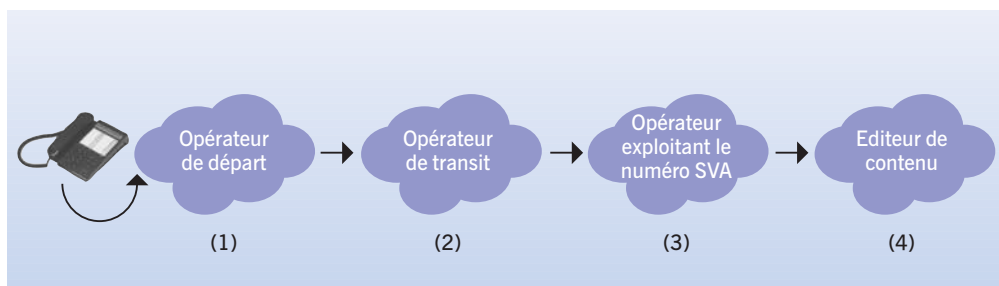 Opérateur
de départ
Opérateur
de transit
Opérateur
exploitant le
numéro SVA
Editeur de
contenu
(1)
(2)
(3)
(4)